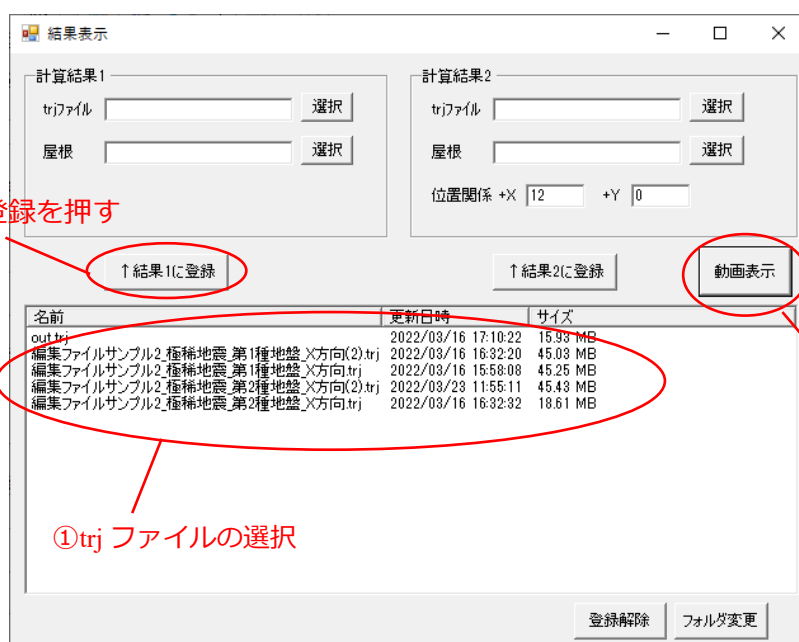 結果表示
計算結果1
計算結果2
trjファイル
選択
trjファイル
選択
屋根
選択
屋根
選択
位置関係 +X 12 +Y 0
登録を押す
↑結果1に登録
↑結果2に登録
動画表示
名前 更新日時 サイズ
out.trj 2022/03/16 17:10:22 15.93 MB
編集ファイルサンプル2_極稀地震_第1種地盤_X方向(2).trj 2022/03/16 16:32:20 45.03 MB
編集ファイルサンプル2_極稀地震_第1種地盤_X方向.trj 2022/03/16 15:58:08 45.25 MB
編集ファイルサンプル2_極稀地震_第2種地盤_X方向(2).trj 2022/03/23 11:55:11 45.43 MB
編集ファイルサンプル2_極稀地震_第2種地盤_X方向.trj 2022/03/16 16:32:32 18.61 MB
①trj ファイルの選択
登録解除
フォルダ変更